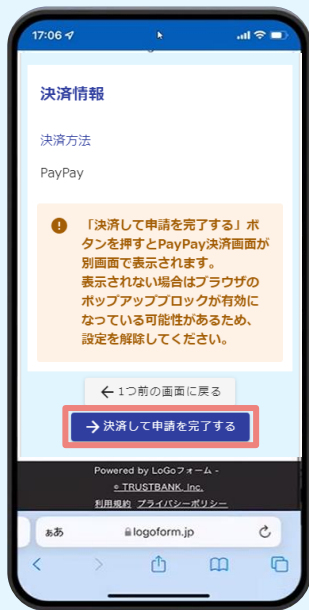 17:06
決済情報
決済方法
PayPay
「決済して申請を完了する」ボ
タンを押すとPayPay決済画面が
別画面で表示されます。
表示されない場合はブラウザの
ポップアップブロックが有効に
なっている可能性があるため、
設定を解除してください。
← 1つ前の画面に戻る
→ 決済して申請を完了する
Powered by LoGoフォーム -
© TRUSTBANK, Inc.
利用規約 プライバシーポリシー
ぁあ logoform.jp